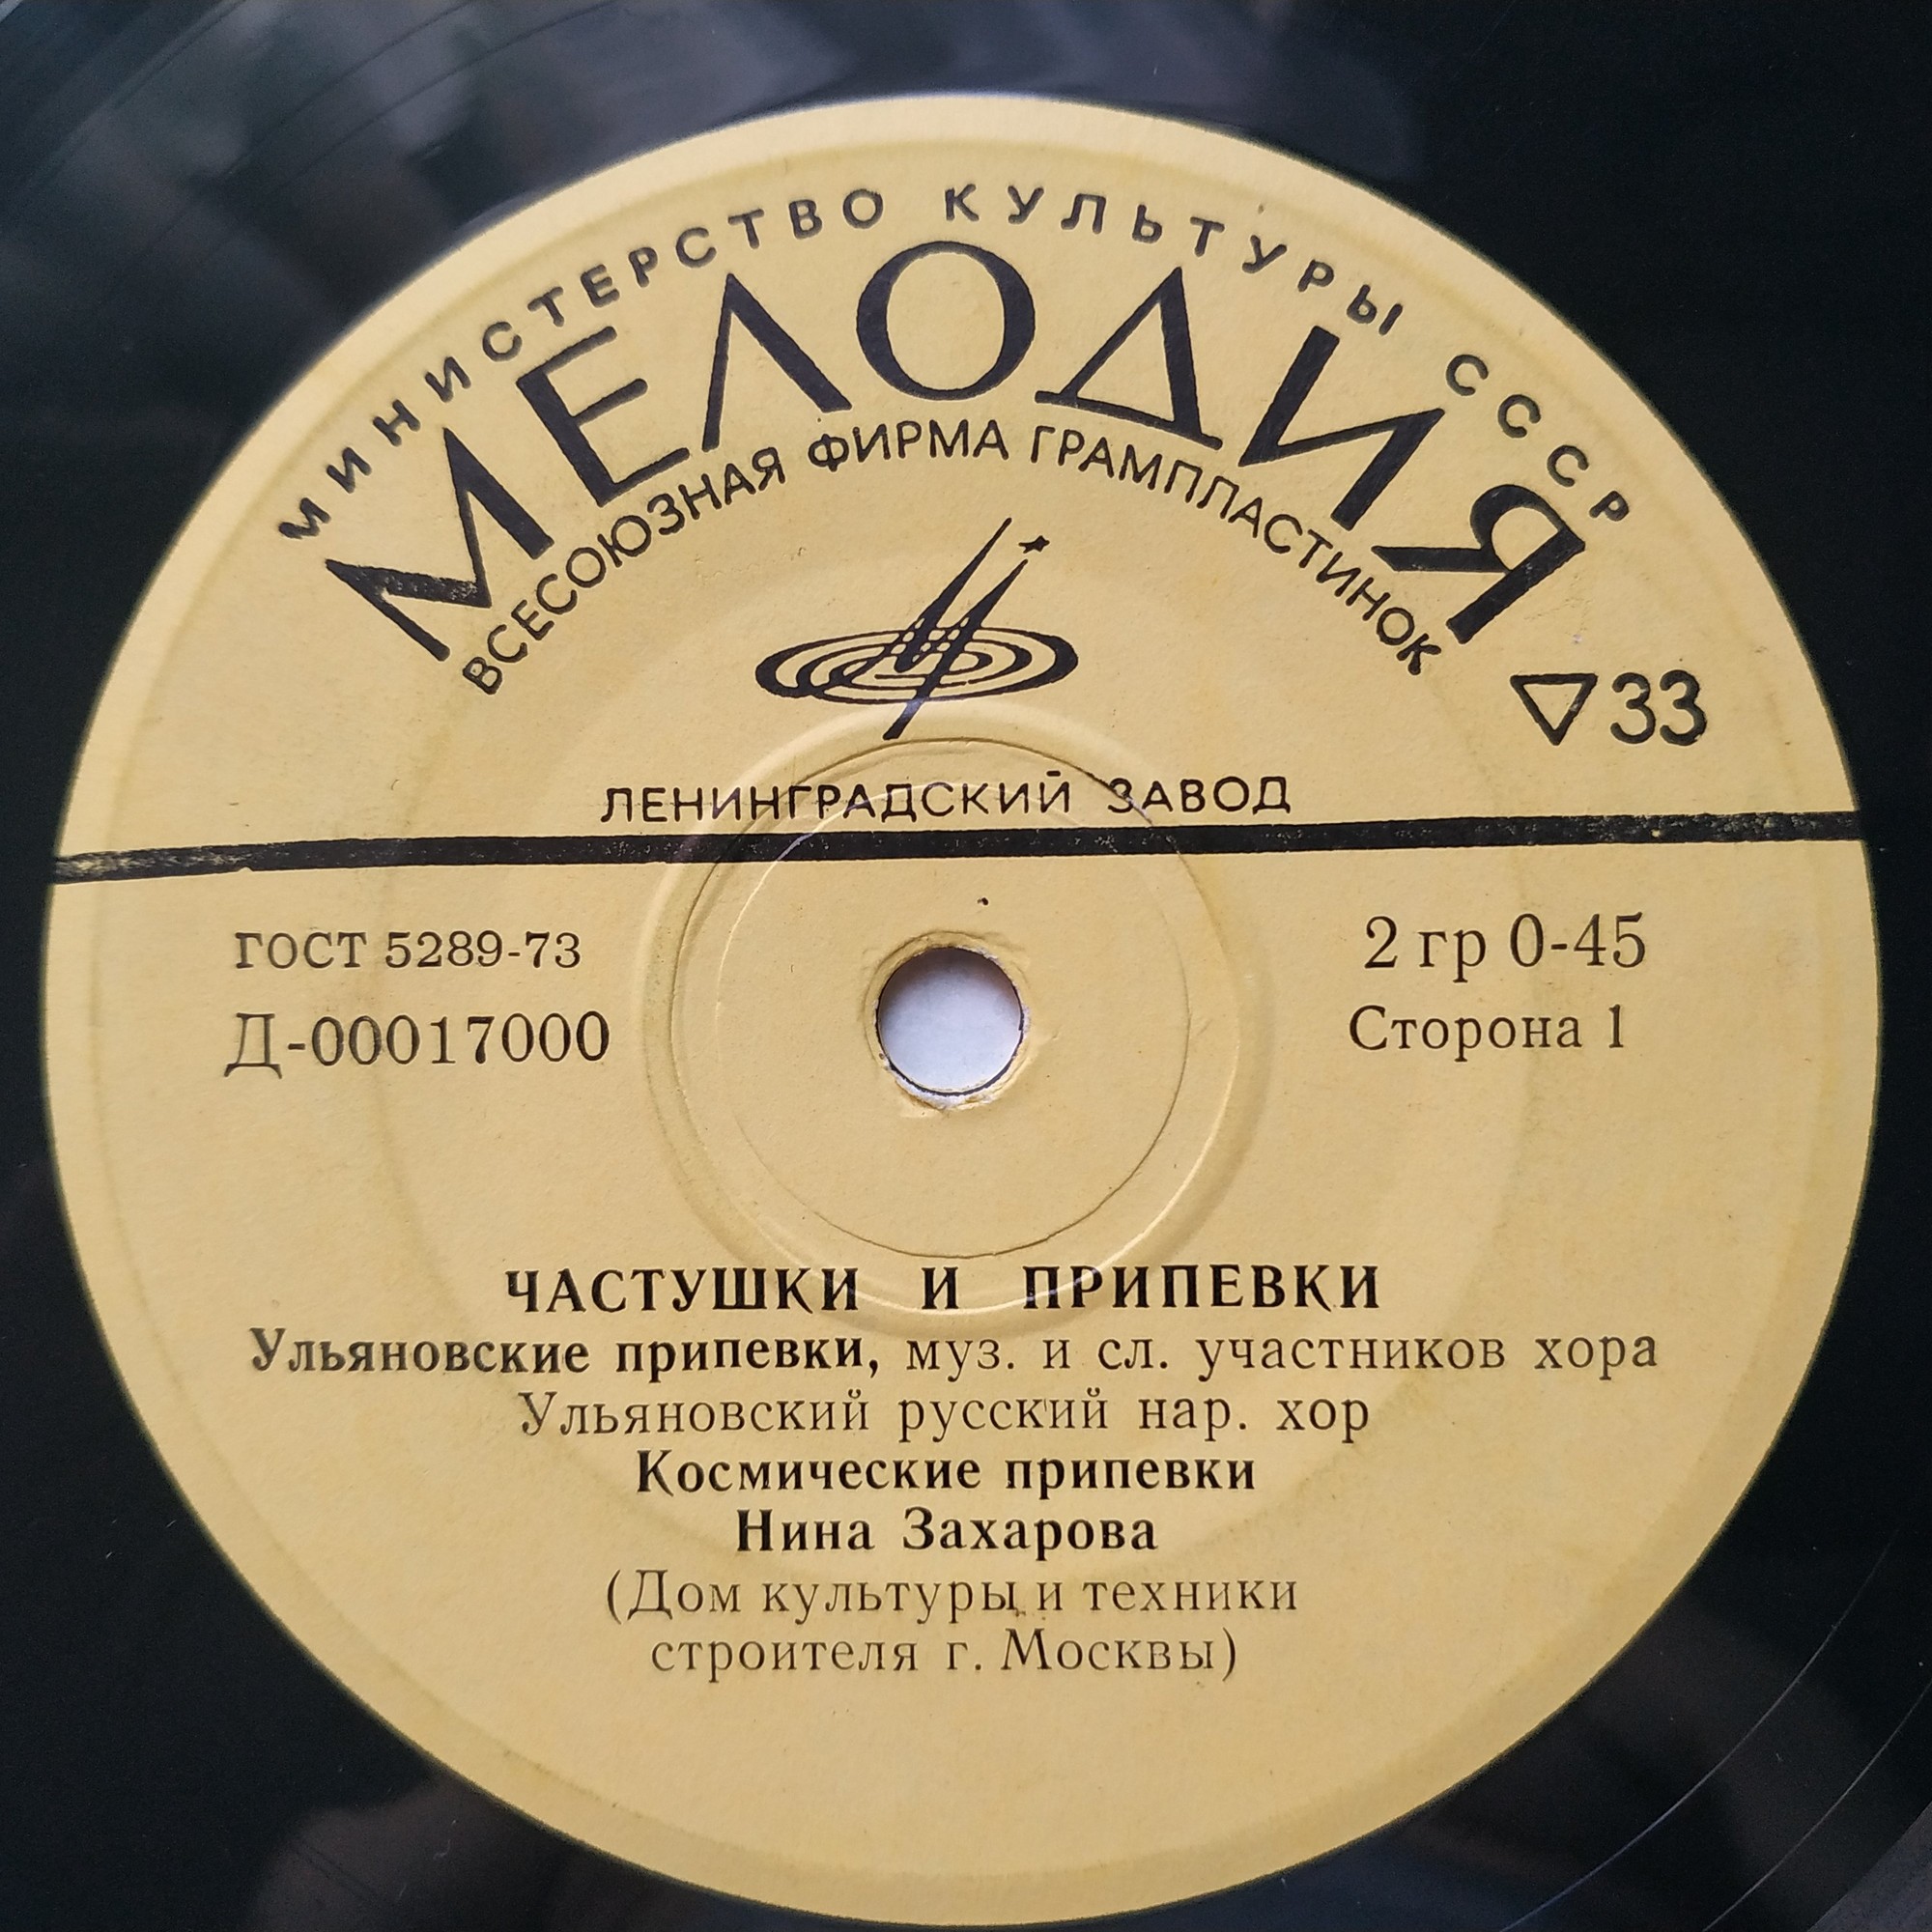 МИНИСТЕРСТВО КУЛЬТУРЫ СССР
МЕЛОДИЯ
ВСЕСОЮЗНАЯ ФИРМА ГРАМПЛАСТИНОК
33
ЛЕНИНГРАДСКИЙ ЗАВОД
ГОСТ 5289-73
2 гр 0-45
Д-00017000
Сторона 1
ЧАСТУШКИ И ПРИПЕВКИ
Ульяновские припевки, муз. и сл. участников хора
Ульяновский русский нар. хор
Космические припевки
Нина Захарова
(Дом культуры и техники
строителя г. Москвы)